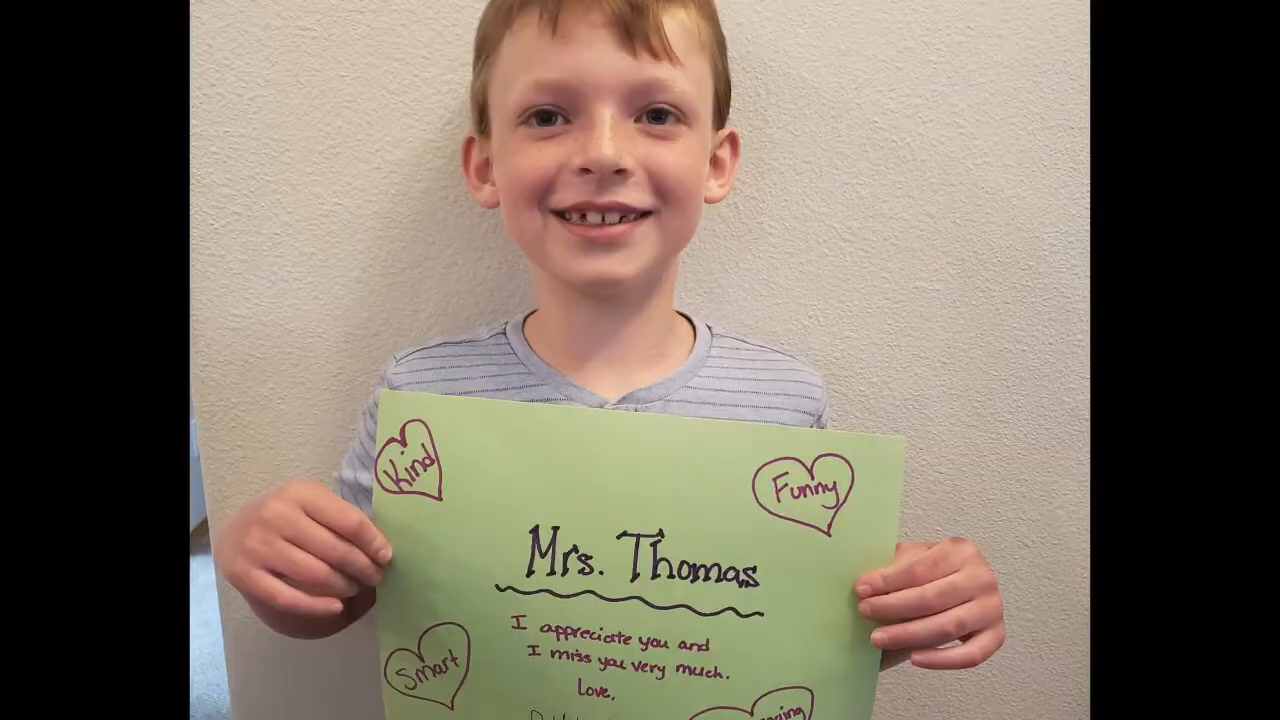 Kind
Funny
Mrs. Thomas
I appreciate you and
I miss you very much.
Smart
Love,